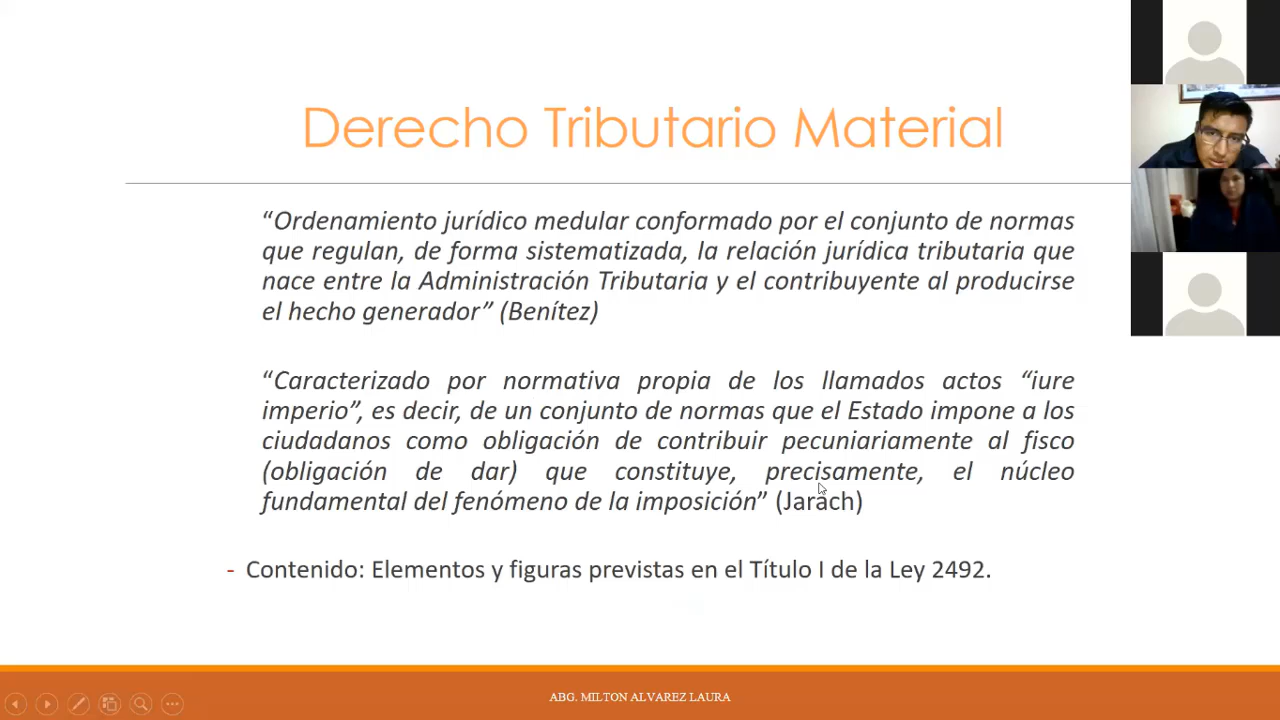 Derecho Tributario Material
“Ordenamiento jurídico medular conformado por el conjunto de normas
que regulan, de forma sistematizada, la relación jurídica tributaria que
nace entre la Administración Tributaria y el contribuyente al producirse
el hecho generador” (Benítez)
“Caracterizado por normativa propia de los llamados actos “iure
imperio”, es decir, de un conjunto de normas que el Estado impone a los
ciudadanos como obligación de contribuir pecuniariamente al fisco
(obligación de dar) que constituye, precisamente, el núcleo
fundamental del fenómeno de la imposición” (Jarach)
- Contenido: Elementos y figuras previstas en el Título I de la Ley 2492.
ABG. MILTON ALVAREZ LAURA